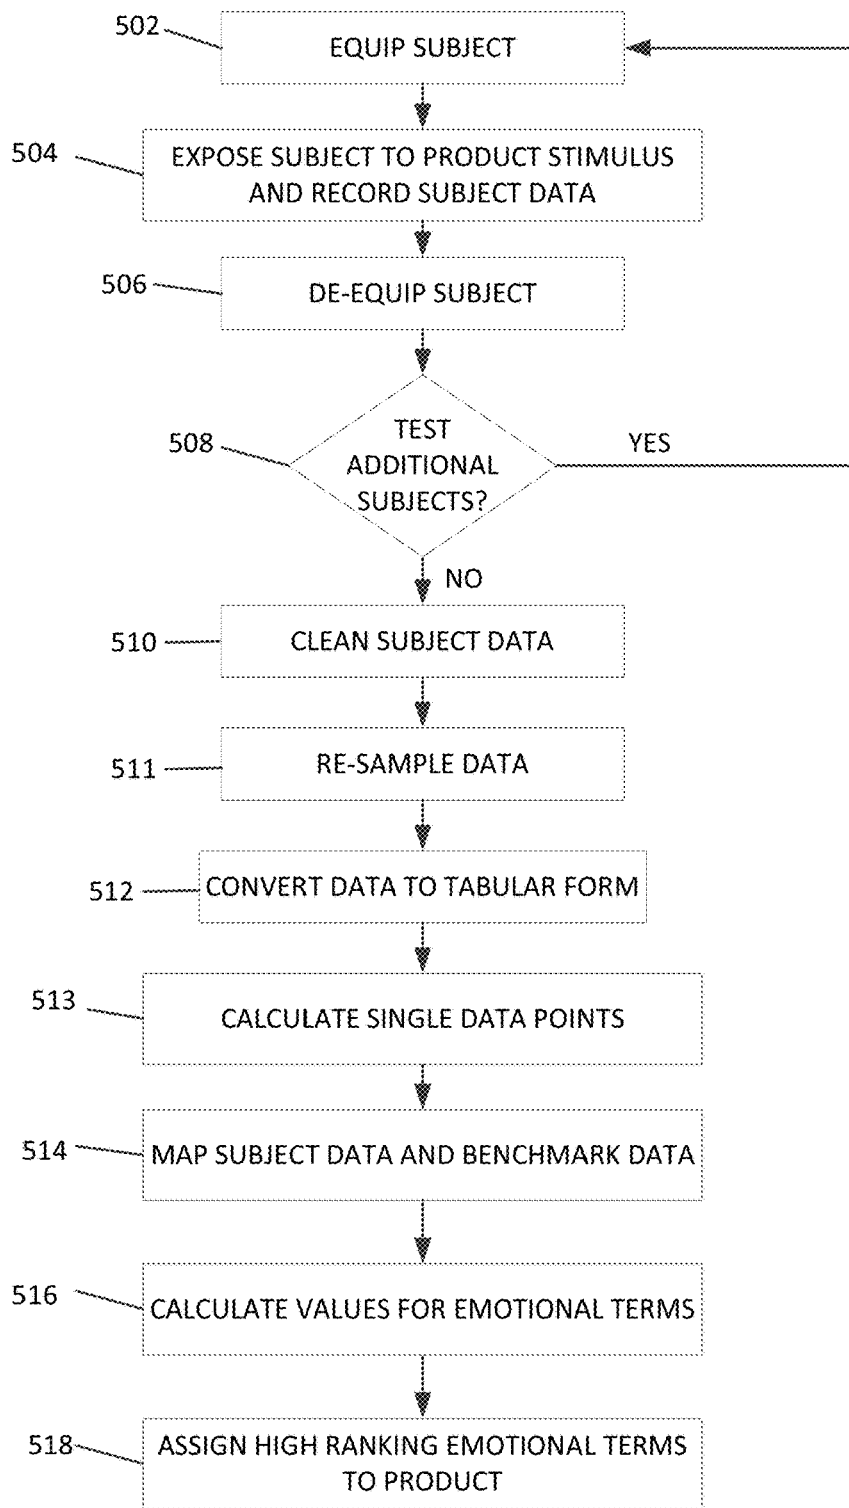 502
EQUIP SUBJECT
504
EXPOSE SUBJECT TO PRODUCT STIMULUS
AND RECORD SUBJECT DATA
506
DE-EQUIP SUBJECT
508
TEST
ADDITIONAL
SUBJECTS?
YES
NO
510
CLEAN SUBJECT DATA
511
RE-SAMPLE DATA
512
CONVERT DATA TO TABULAR FORM
513
CALCULATE SINGLE DATA POINTS
514
MAP SUBJECT DATA AND BENCHMARK DATA
516
CALCULATE VALUES FOR EMOTIONAL TERMS
518
ASSIGN HIGH RANKING EMOTIONAL TERMS
TO PRODUCT